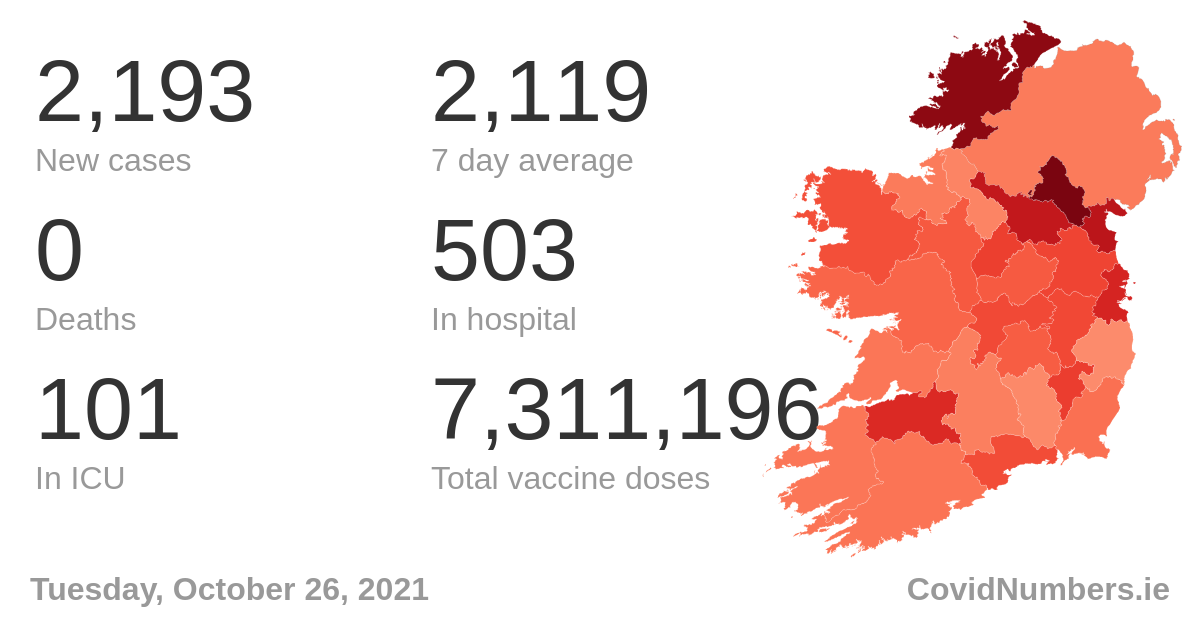 2,193
New cases
2,119
7 day average
0
Deaths
503
In hospital
101
In ICU
7,311,196
Total vaccine doses
Tuesday, October 26, 2021
CovidNumbers.ie